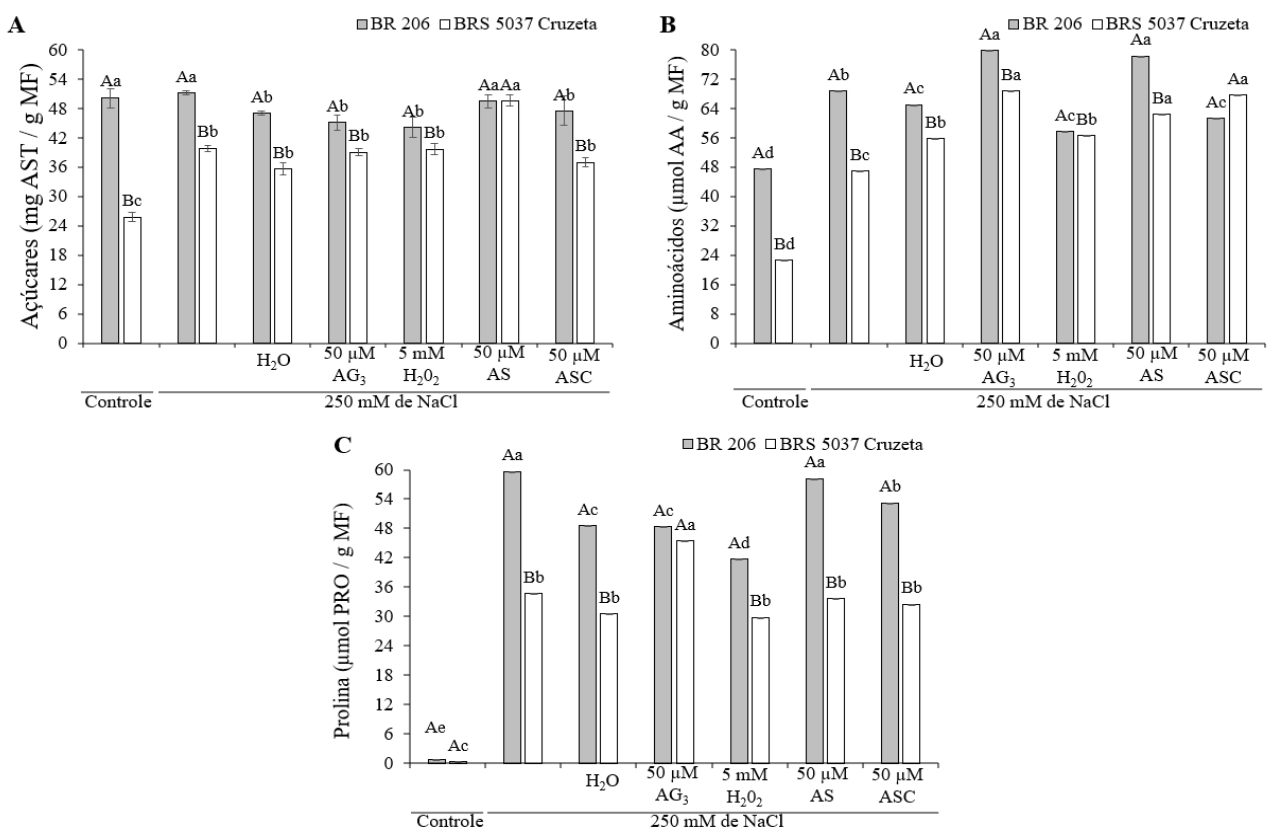 A
BR 206 BRS 5037 Cruzeta
Açúcares (mg AST / g MF)
60
54
48
42
36
30
24
18
12
6
0
Aa Bc Aa Bb Ab Bb Ab Bb Ab Bb Aa Aa Ab Bb
H₂O 50 µM AG₃ 5 mM H₂0₂ 50 µM AS 50 µM ASC
Controle 250 mM de NaCl
B
BR 206 BRS 5037 Cruzeta
Aminoácidos (µmol AA / g MF)
80
72
64
56
48
40
32
24
16
8
0
Ad Bd Ab Bc Ac Bb Aa Ba Ac Bb Aa Ba Ac Aa
H₂O 50 µM AG₃ 5 mM H₂0₂ 50 µM AS 50 µM ASC
Controle 250 mM de NaCl
C
BR 206 BRS 5037 Cruzeta
Prolina (µmol PRO / g MF)
60
54
48
42
36
30
24
18
12
6
0
Ae Ac Aa Bb Ac Bb Ac Aa Ad Bb Aa Bb Ab Bb
H₂O 50 µM AG₃ 5 mM H₂0₂ 50 µM AS 50 µM ASC
Controle 250 mM de NaCl